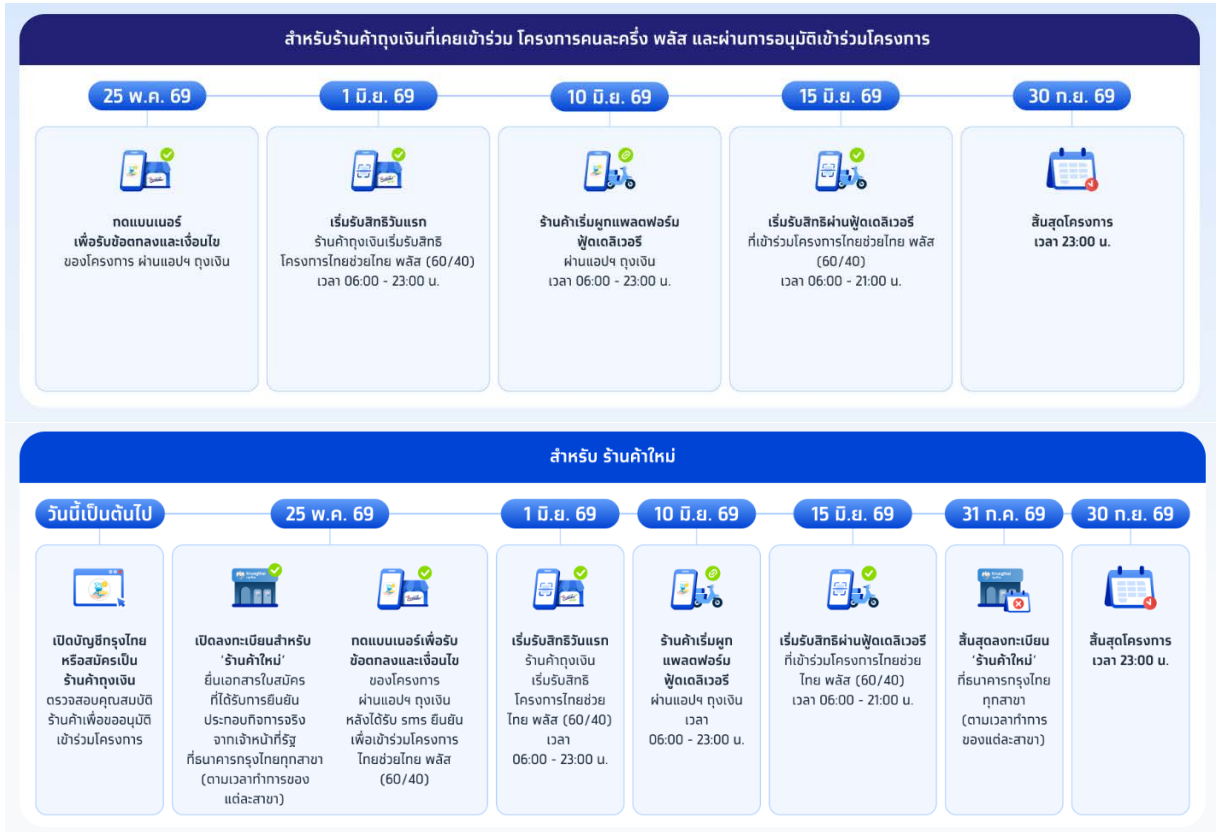 สำหรับร้านค้าถุงเงินที่เคยเข้าร่วม โครงการคนละครึ่ง พลัส และผ่านการอนุมัติเข้าร่วมโครงการ
25 พ.ค. 69
กดแบนเนอร์
เพื่อรับข้อตกลงและเงื่อนไข
ของโครงการ ผ่านแอปฯ ถุงเงิน
1 มิ.ย. 69
เริ่มรับสิทธิวันแรก
ร้านค้าถุงเงินเริ่มรับสิทธิ
โครงการไทยช่วยไทย พลัส (60/40)
เวลา 06:00 - 23:00 น.
10 มิ.ย. 69
ร้านค้าเริ่มผูกแพลตฟอร์ม
ฟู้ดเดลิเวอรี
ผ่านแอปฯ ถุงเงิน
เวลา 06:00 - 23:00 น.
15 มิ.ย. 69
เริ่มรับสิทธิผ่านฟู้ดเดลิเวอรี
ที่เข้าร่วมโครงการไทยช่วยไทย พลัส
(60/40)
เวลา 06:00 - 21:00 น.
30 ก.ย. 69
สิ้นสุดโครงการ
เวลา 23:00 น.
สำหรับ ร้านค้าใหม่
วันนี้เป็นต้นไป
เปิดบัญชีกรุงไทย
หรือสมัครเป็น
ร้านค้าถุงเงิน
ตรวจสอบคุณสมบัติ
ร้านค้าเพื่อขออนุมัติ
เข้าร่วมโครงการ
25 พ.ค. 69
เปิดลงทะเบียนสำหรับ
'ร้านค้าใหม่'
ยื่นเอกสารใบสมัคร
ที่ได้รับการยืนยัน
ประกอบกิจการจริง
จากเจ้าหน้าที่รัฐ
ที่ธนาคารกรุงไทยทุกสาขา
(ตามเวลาทำการของ
แต่ละสาขา)
กดแบนเนอร์เพื่อรับ
ข้อตกลงและเงื่อนไข
ของโครงการ
ผ่านแอปฯ ถุงเงิน
หลังได้รับ sms ยืนยัน
เพื่อเข้าร่วมโครงการ
ไทยช่วยไทย พลัส
(60/40)
1 มิ.ย. 69
เริ่มรับสิทธิวันแรก
ร้านค้าถุงเงิน
เริ่มรับสิทธิ
โครงการไทยช่วย
ไทย พลัส (60/40)
เวลา
06:00 - 23:00 น.
10 มิ.ย. 69
ร้านค้าเริ่มผูก
แพลตฟอร์ม
ฟู้ดเดลิเวอรี
ผ่านแอปฯ ถุงเงิน
เวลา
06:00 - 23:00 น.
15 มิ.ย. 69
เริ่มรับสิทธิผ่านฟู้ดเดลิเวอรี
ที่เข้าร่วมโครงการไทยช่วย
ไทย พลัส (60/40)
เวลา 06:00 - 21:00 น.
31 ก.ค. 69
สิ้นสุดลงทะเบียน
'ร้านค้าใหม่'
ที่ธนาคารกรุงไทย
ทุกสาขา
(ตามเวลาทำการ
ของแต่ละสาขา)
30 ก.ย. 69
สิ้นสุดโครงการ
เวลา 23:00 น.